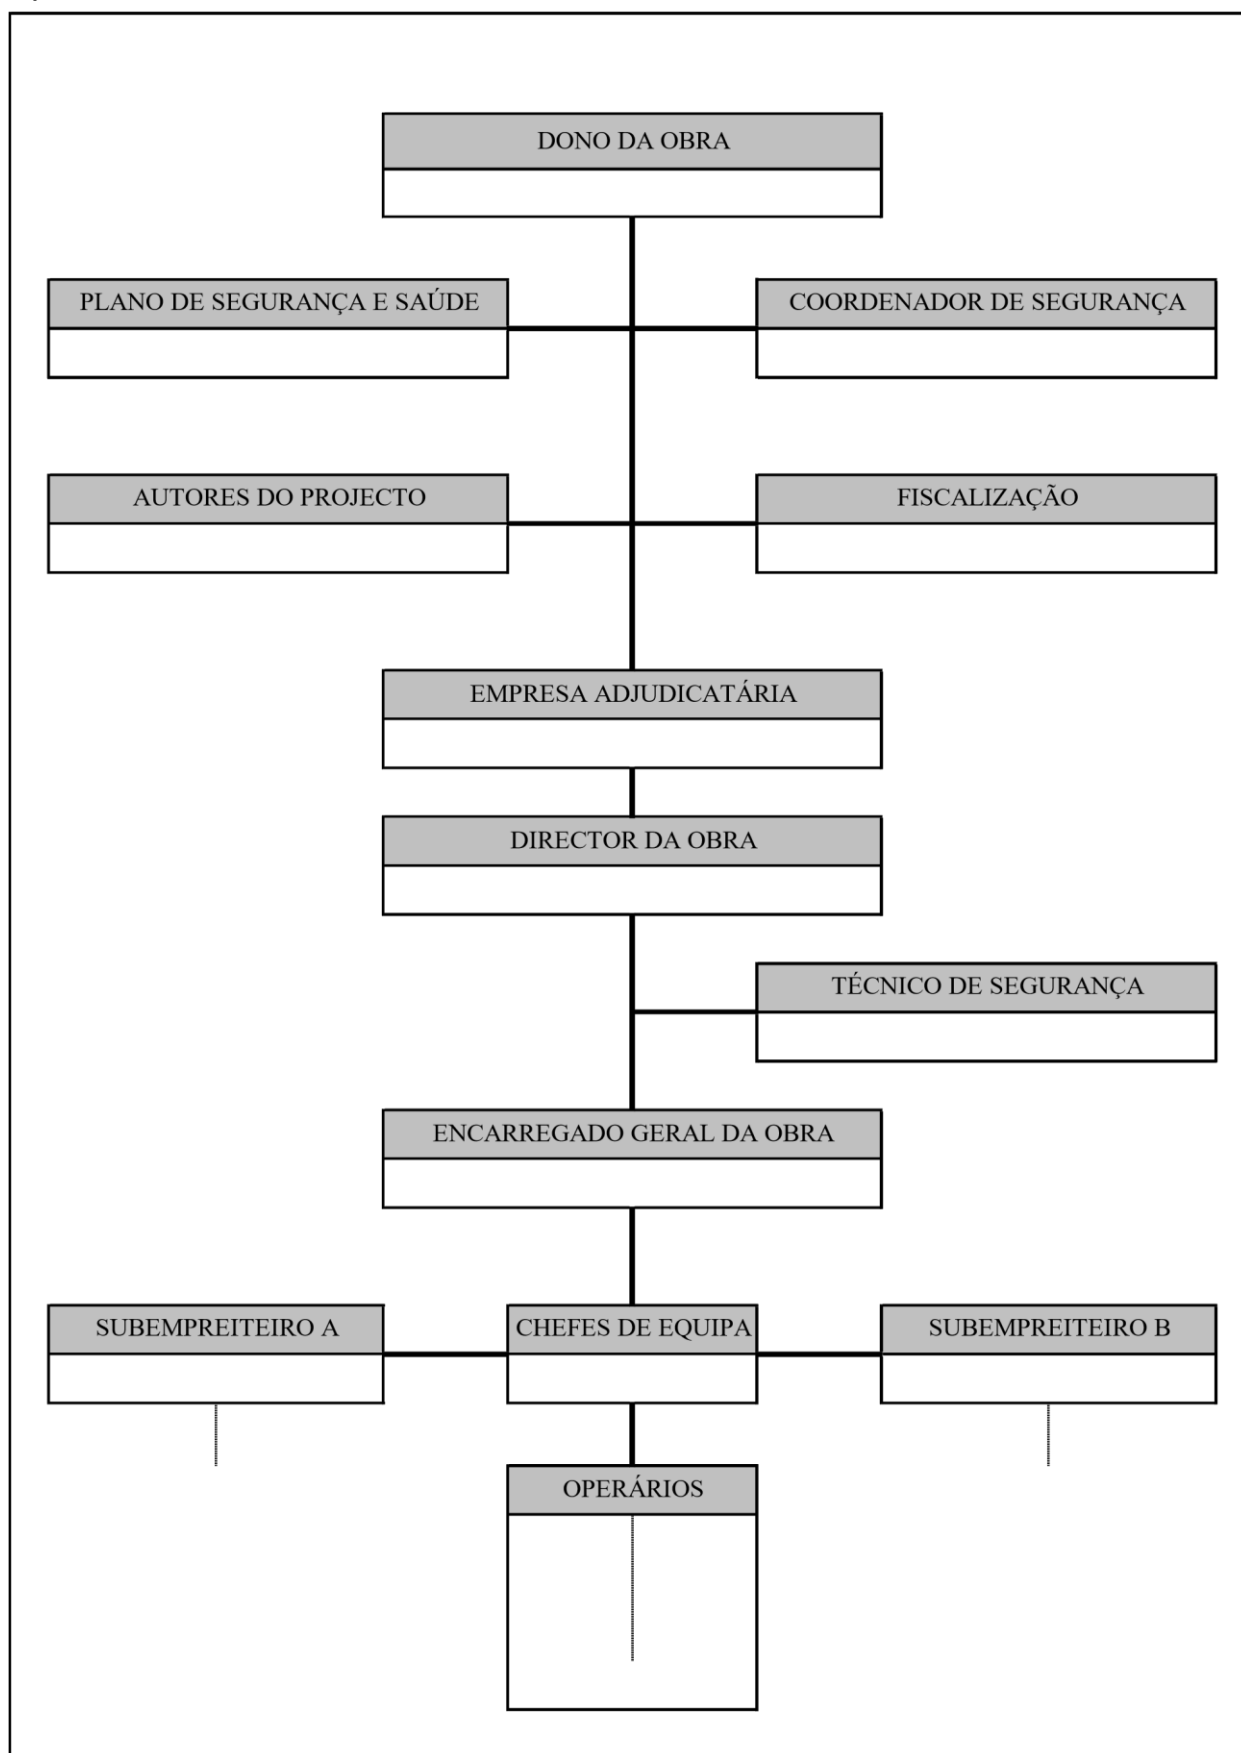 DONO DA OBRA
PLANO DE SEGURANÇA E SAÚDE
COORDENADOR DE SEGURANÇA
AUTORES DO PROJECTO
FISCALIZAÇÃO
EMPRESA ADJUDICATÁRIA
DIRECTOR DA OBRA
TÉCNICO DE SEGURANÇA
ENCARREGADO GERAL DA OBRA
SUBEMPREITEIRO A
CHEFES DE EQUIPA
SUBEMPREITEIRO B
OPERÁRIOS